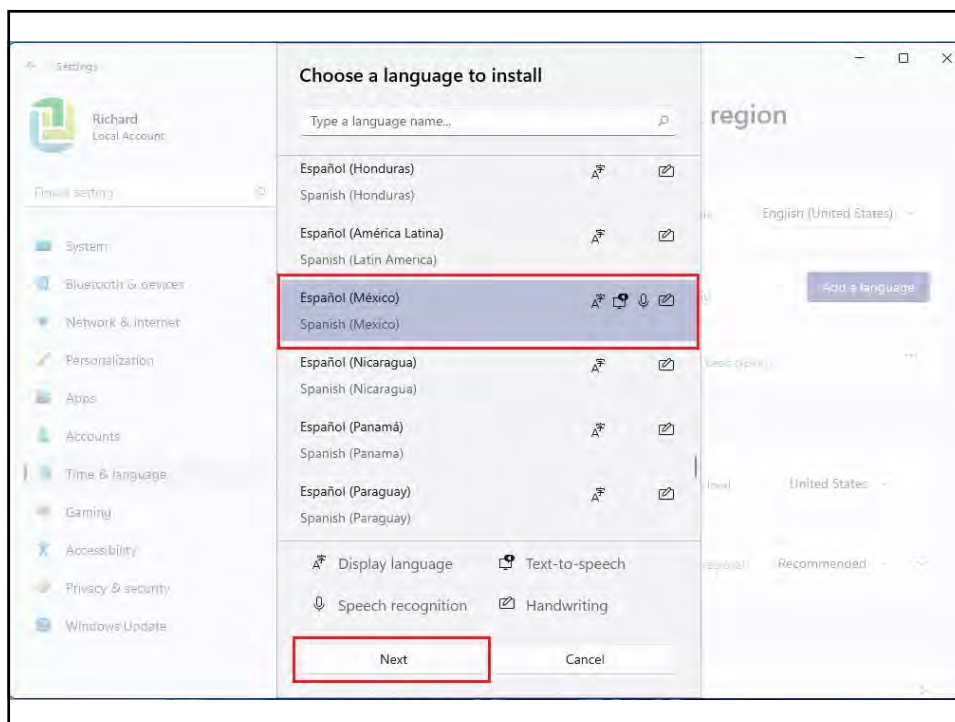 Settings
Richard
Local Account
Find a setting
System
Bluetooth & devices
Network & internet
Personalization
Apps
Accounts
Time & language
Gaming
Accessibility
Privacy & security
Windows Update
Choose a language to install
Type a language name...
Español (Honduras)
Spanish (Honduras)
Español (América Latina)
Spanish (Latin America)
Español (México)
Spanish (Mexico)
Español (Nicaragua)
Spanish (Nicaragua)
Español (Panamá)
Spanish (Panama)
Español (Paraguay)
Spanish (Paraguay)
Display language
Text-to-speech
Speech recognition
Handwriting
Next
Cancel
region
English (United States)
Add a language
basic typing
United States
Recommended